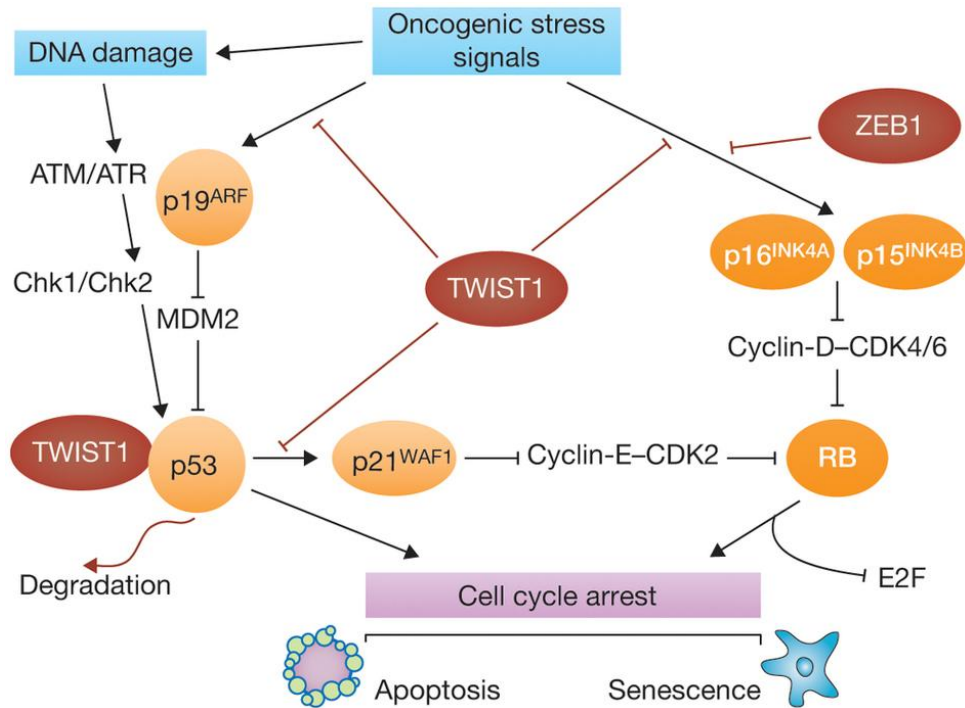 Oncogenic stress
signals
DNA damage
ZEB1
ATM/ATR
p19ARF
p16INK4A
p15INK4B
Chk1/Chk2
TWIST1
MDM2
Cyclin-D–CDK4/6
TWIST1
p53
p21WAF1
Cyclin-E–CDK2
RB
Degradation
E2F
Cell cycle arrest
Apoptosis
Senescence